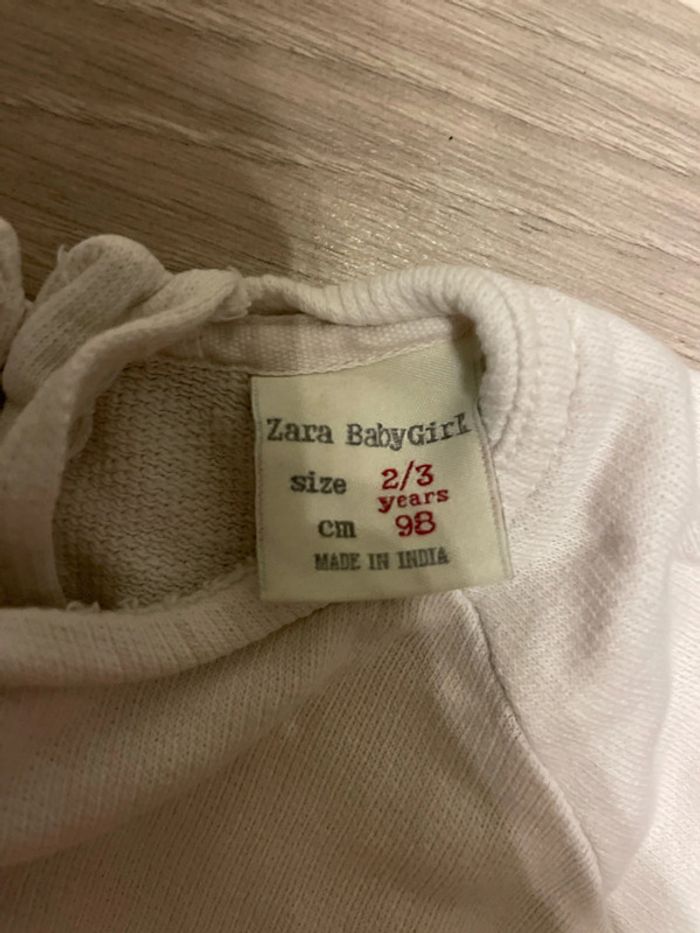 Zara BabyGirl
size 2/3
years
cm 98
MADE IN INDIA